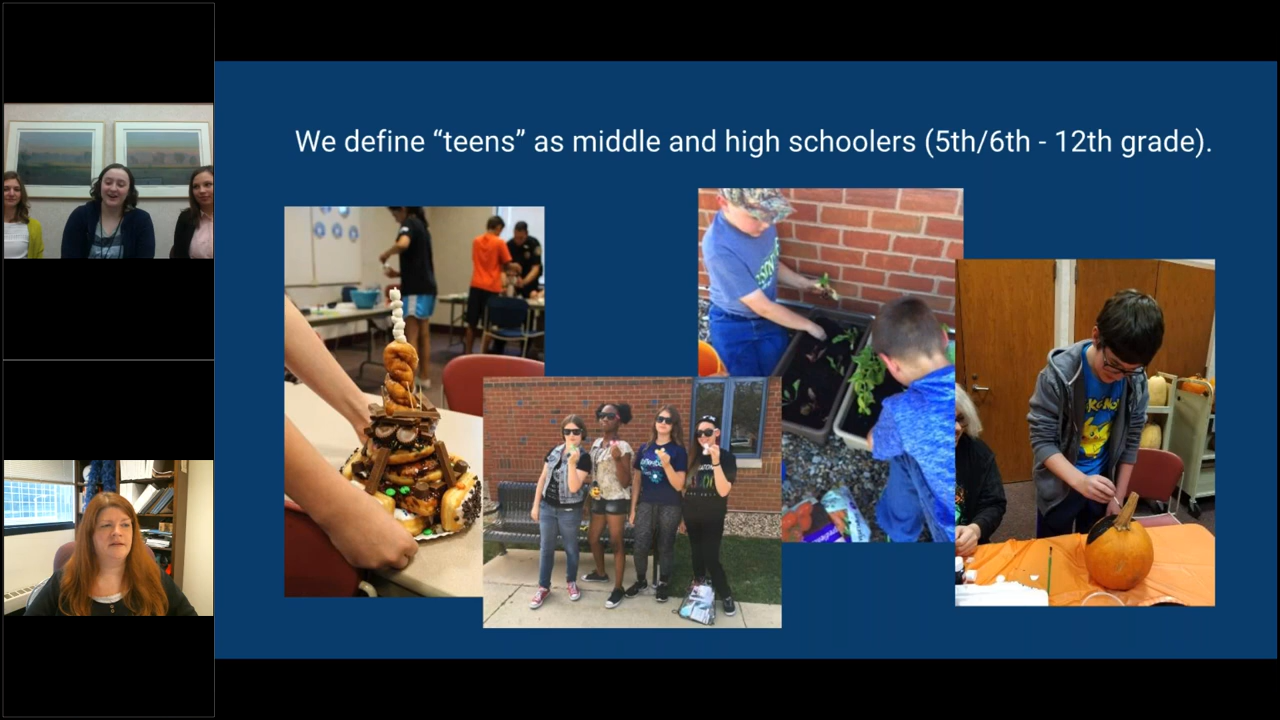 We define “teens” as middle and high schoolers (5th/6th - 12th grade).